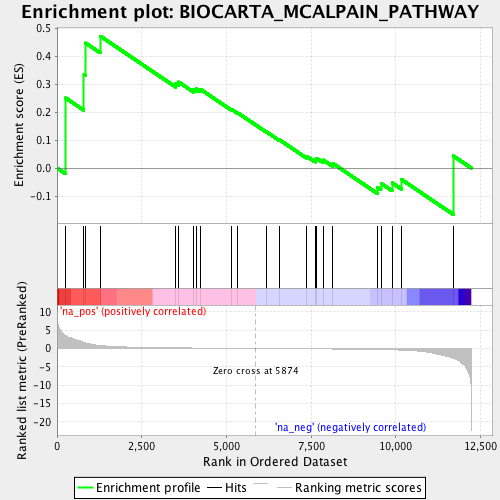 Enrichment plot: BIOCARTA_MCALPAIN_PATHWAY
Enrichment score (ES)
0.5
0.4
0.3
0.2
0.1
0.0
-0.1
'na_pos' (positively correlated)
Ranked list metric (PreRanked)
10
5
0
-5
-10
-15
-20
Zero cross at 5874
'na_neg' (negatively correlated)
0
2,500
5,000
7,500
10,000
12,500
Rank in Ordered Dataset
Enrichment profile
Hits
Ranking metric scores